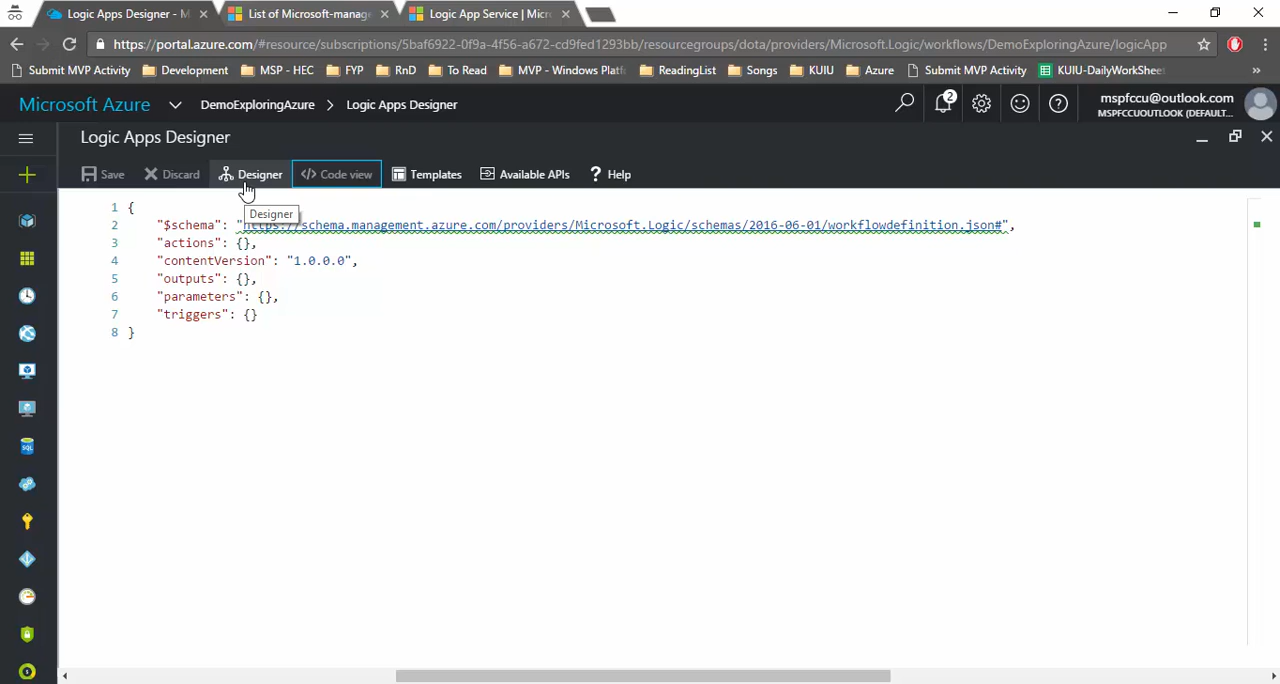 Logic Apps Designer - M
List of Microsoft-manage
Logic App Service | Micro
https://portal.azure.com/#resource/subscriptions/5baf6922-0f9a-4f56-a672-cd9fed1293bb/resourcegroups/dota/providers/Microsoft.Logic/workflows/DemoExploringAzure/logicApp
Submit MVP Activity Development MSP - HEC FYP RnD To Read MVP - Windows Platf ReadingList Songs KUIU Azure Submit MVP Activity KUIU-DailyWorkSheet »
Microsoft Azure DemoExploringAzure > Logic Apps Designer 2 mspfccu@outlook.com
MSPFCCUOUTLOOK (DEFAULT...
Logic Apps Designer
Save Discard Designer </> Code view Templates Available APIs ? Help
Designer
1 {
2 "$schema": "https://schema.management.azure.com/providers/Microsoft.Logic/schemas/2016-06-01/workflowdefinition.json#",
3 "actions": {},
4 "contentVersion": "1.0.0.0",
5 "outputs": {},
6 "parameters": {},
7 "triggers": {}
8 }
SQL